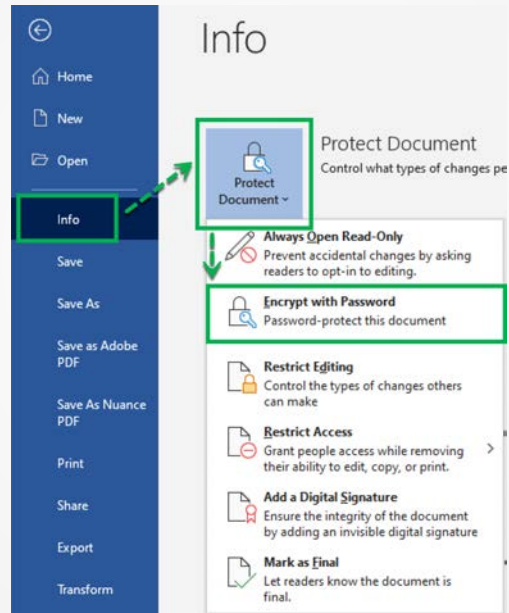 Info
Home
New
Open
Info
Save
Save As
Save as Adobe
PDF
Save As Nuance
PDF
Print
Share
Export
Transform
Protect
Document
Protect Document
Control what types of changes pe
Always Open Read-Only
Prevent accidental changes by asking
readers to opt-in to editing.
Encrypt with Password
Password-protect this document
Restrict Editing
Control the types of changes others
can make
Restrict Access
Grant people access while removing
their ability to edit, copy, or print.
Add a Digital Signature
Ensure the integrity of the document
by adding an invisible digital signature
Mark as Final
Let readers know the document is
final.